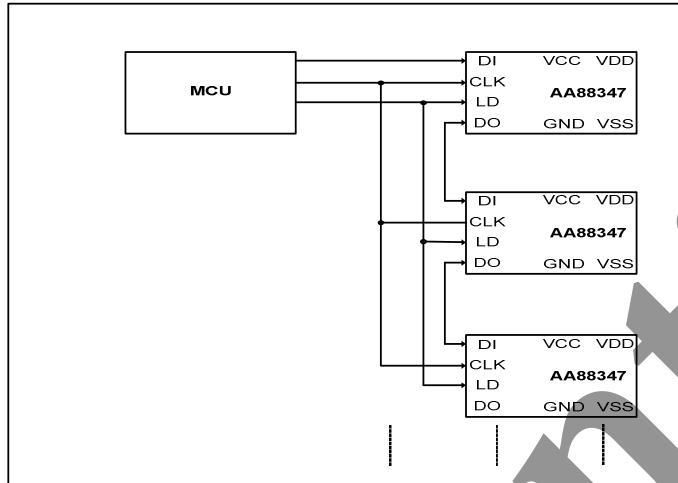 MCU
DI VCC VDD
CLK
AA88347
LD
DO GND VSS
DI VCC VDD
CLK
AA88347
LD
DO GND VSS
DI VCC VDD
CLK
AA88347
LD
DO GND VSS